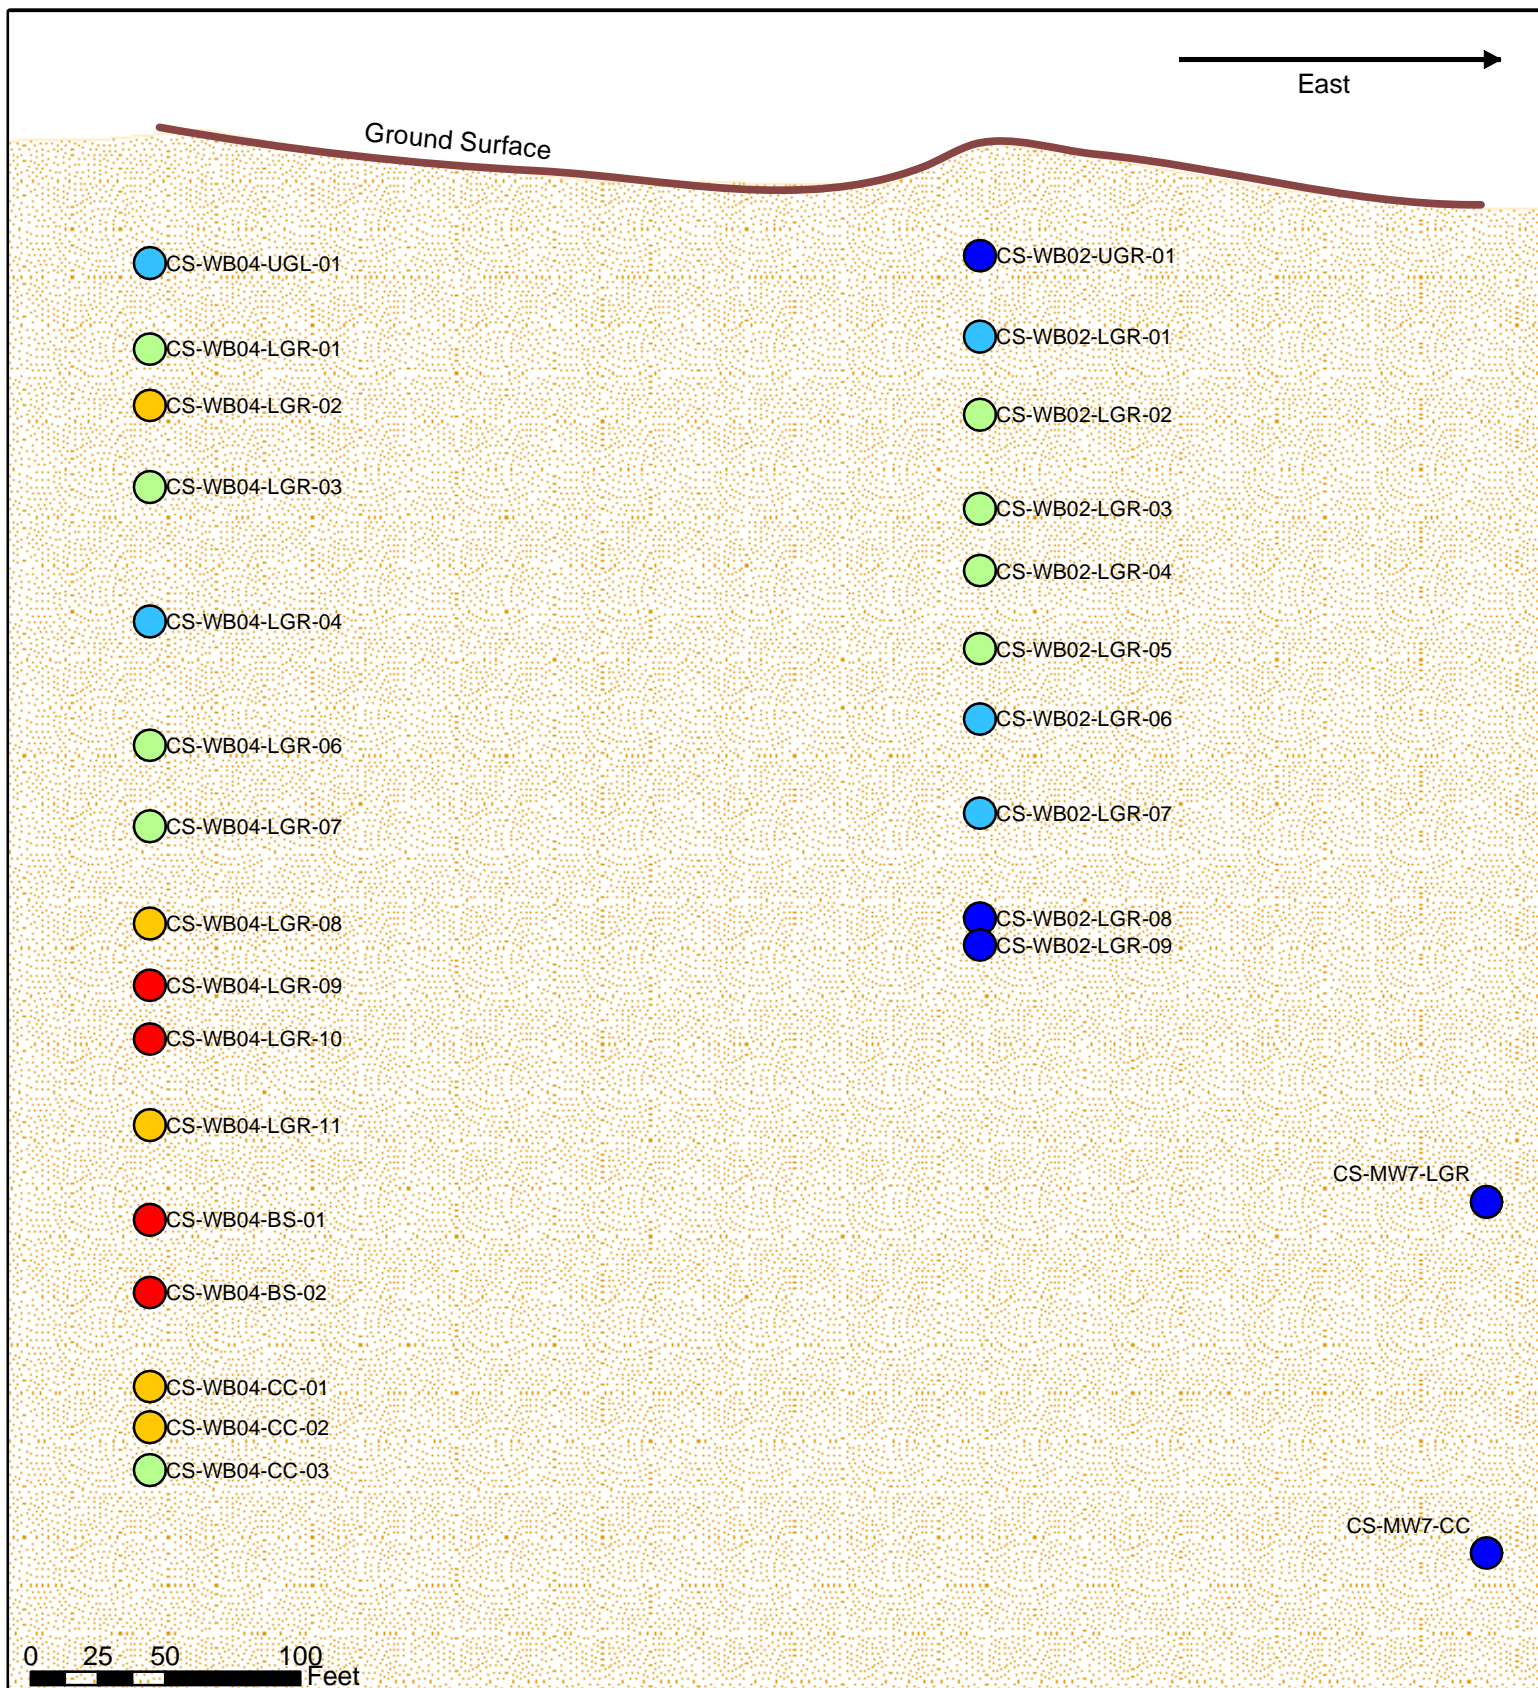 East
Ground Surface
CS-WB04-UGL-01
CS-WB02-UGR-01
CS-WB04-LGR-01
CS-WB02-LGR-01
CS-WB04-LGR-02
CS-WB02-LGR-02
CS-WB04-LGR-03
CS-WB02-LGR-03
CS-WB02-LGR-04
CS-WB04-LGR-04
CS-WB02-LGR-05
CS-WB02-LGR-06
CS-WB04-LGR-06
CS-WB02-LGR-07
CS-WB04-LGR-07
CS-WB04-LGR-08
CS-WB02-LGR-08
CS-WB02-LGR-09
CS-WB04-LGR-09
CS-WB04-LGR-10
CS-WB04-LGR-11
CS-MW7-LGR
CS-WB04-BS-01
CS-WB04-BS-02
CS-WB04-CC-01
CS-WB04-CC-02
CS-WB04-CC-03
CS-MW7-CC
0 25 50 100
Feet